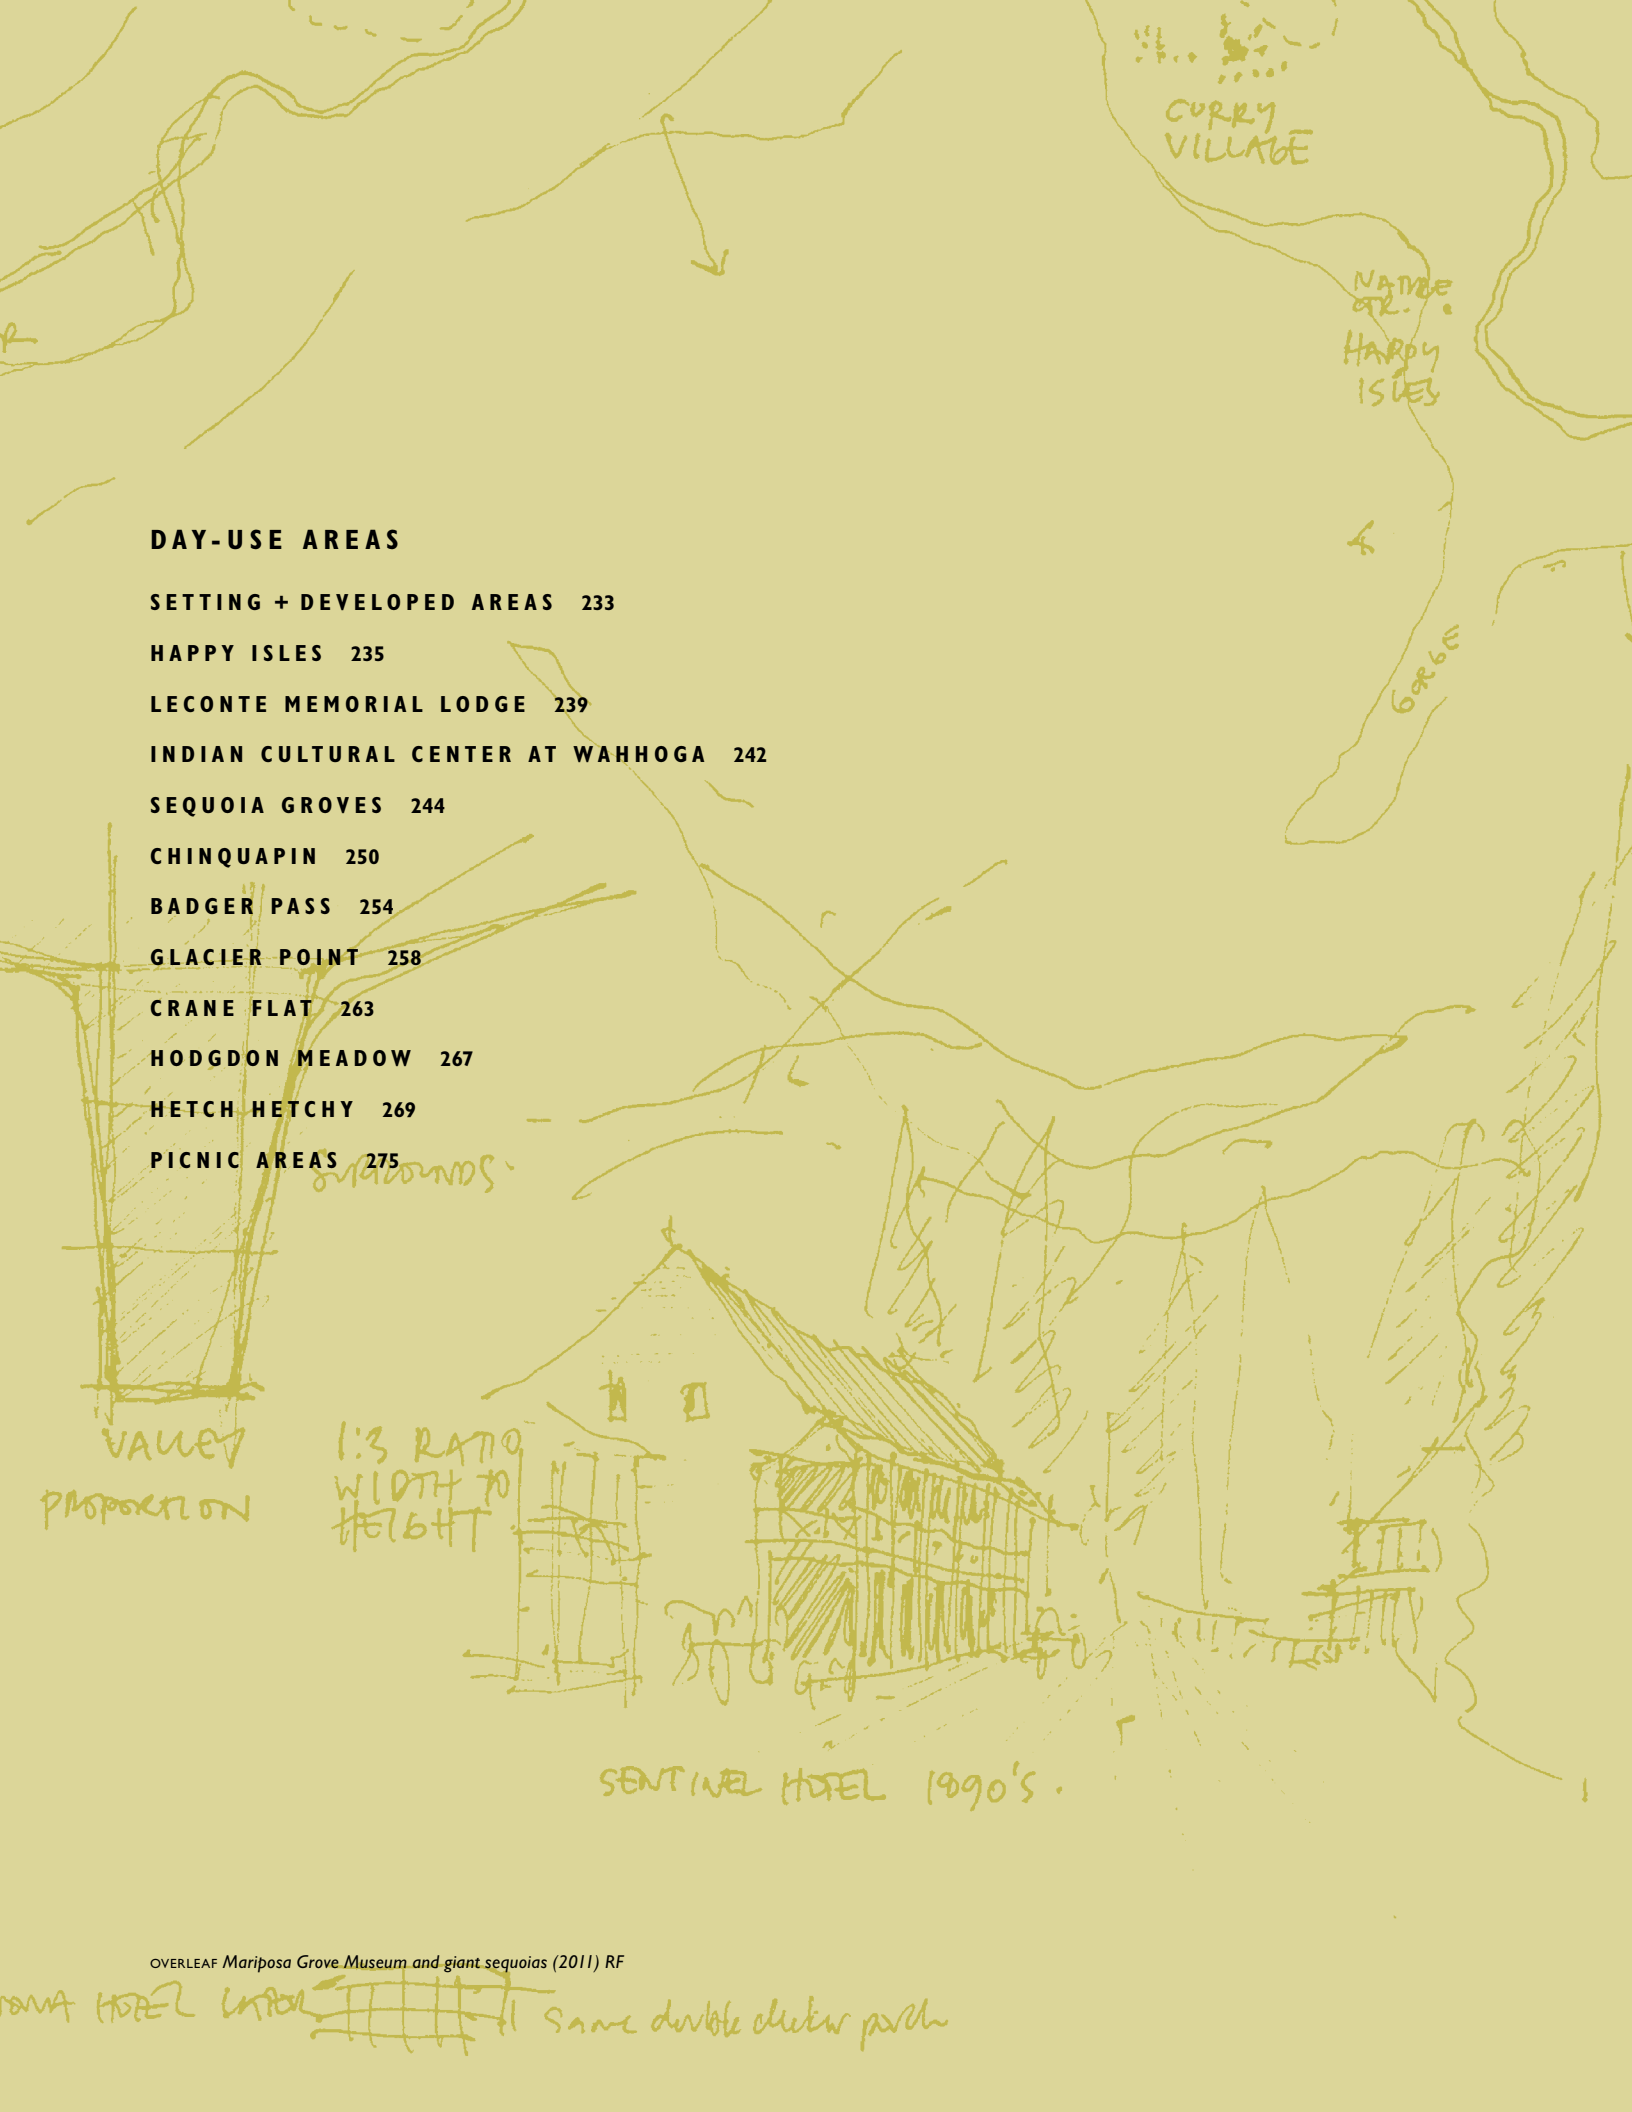 CURRY
VILLAGE
NATURE
CTR.
HAPPY
ISLES
GORGE
DAY-USE AREAS
SETTING + DEVELOPED AREAS 233
HAPPY ISLES 235
LECONTE MEMORIAL LODGE 239
INDIAN CULTURAL CENTER AT WAHHOGA 242
SEQUOIA GROVES 244
CHINQUAPIN 250
BADGER PASS 254
GLACIER POINT 258
CRANE FLAT 263
HODGDON MEADOW 267
HETCH HETCHY 269
PICNIC AREAS 275
SURROUNDS
VALLEY
PROPORTION
1:3 RATIO
WIDTH TO
HEIGHT
SENTINEL HOTEL 1890'S.
OVERLEAF Mariposa Grove Museum and giant sequoias (2011) RF
HOTEL LATER
Same double decker porch